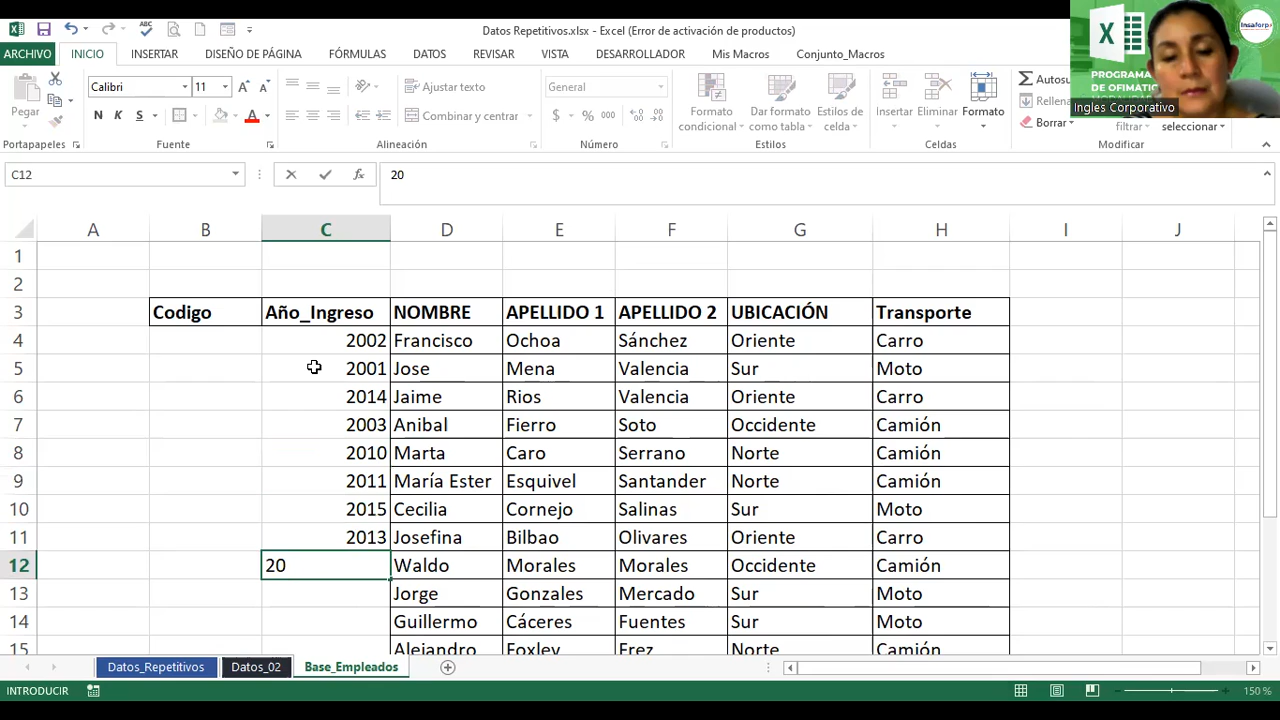 Datos Repetitivos.xlsx - Excel (Error de activación de productos)
ARCHIVO INICIO INSERTAR DISEÑO DE PÁGINA FÓRMULAS DATOS REVISAR VISTA DESARROLLADOR Mis Macros Conjunto_Macros
Insaforp
PROGRAMA
DE OFIMATIC
Ingles Corporativo
Pegar
Calibri 11
N K S
Ajustar texto
Combinar y centrar
General
$ % 000
Formato condicional
Dar formato como tabla
Estilos de celda
Insertar Eliminar Formato
Autosu
Rellena
Borrar
filtrar seleccionar
Portapapeles Fuente Alineación Número Estilos Celdas Modificar
C12 fx 20
A B C D E F G H I J
1
2
3 Codigo Año_Ingreso NOMBRE APELLIDO 1 APELLIDO 2 UBICACIÓN Transporte
4 2002 Francisco Ochoa Sánchez Oriente Carro
5 2001 Jose Mena Valencia Sur Moto
6 2014 Jaime Rios Valencia Oriente Carro
7 2003 Anibal Fierro Soto Occidente Camión
8 2010 Marta Caro Serrano Norte Camión
9 2011 María Ester Esquivel Santander Norte Camión
10 2015 Cecilia Cornejo Salinas Sur Moto
11 2013 Josefina Bilbao Olivares Oriente Carro
12 20 Waldo Morales Morales Occidente Camión
13 Jorge Gonzales Mercado Sur Moto
14 Guillermo Cáceres Fuentes Sur Moto
15 Alejandro Foxley Frez Norte Camión
Datos_Repetitivos Datos_02 Base_Empleados
INTRODUCIR 150 %